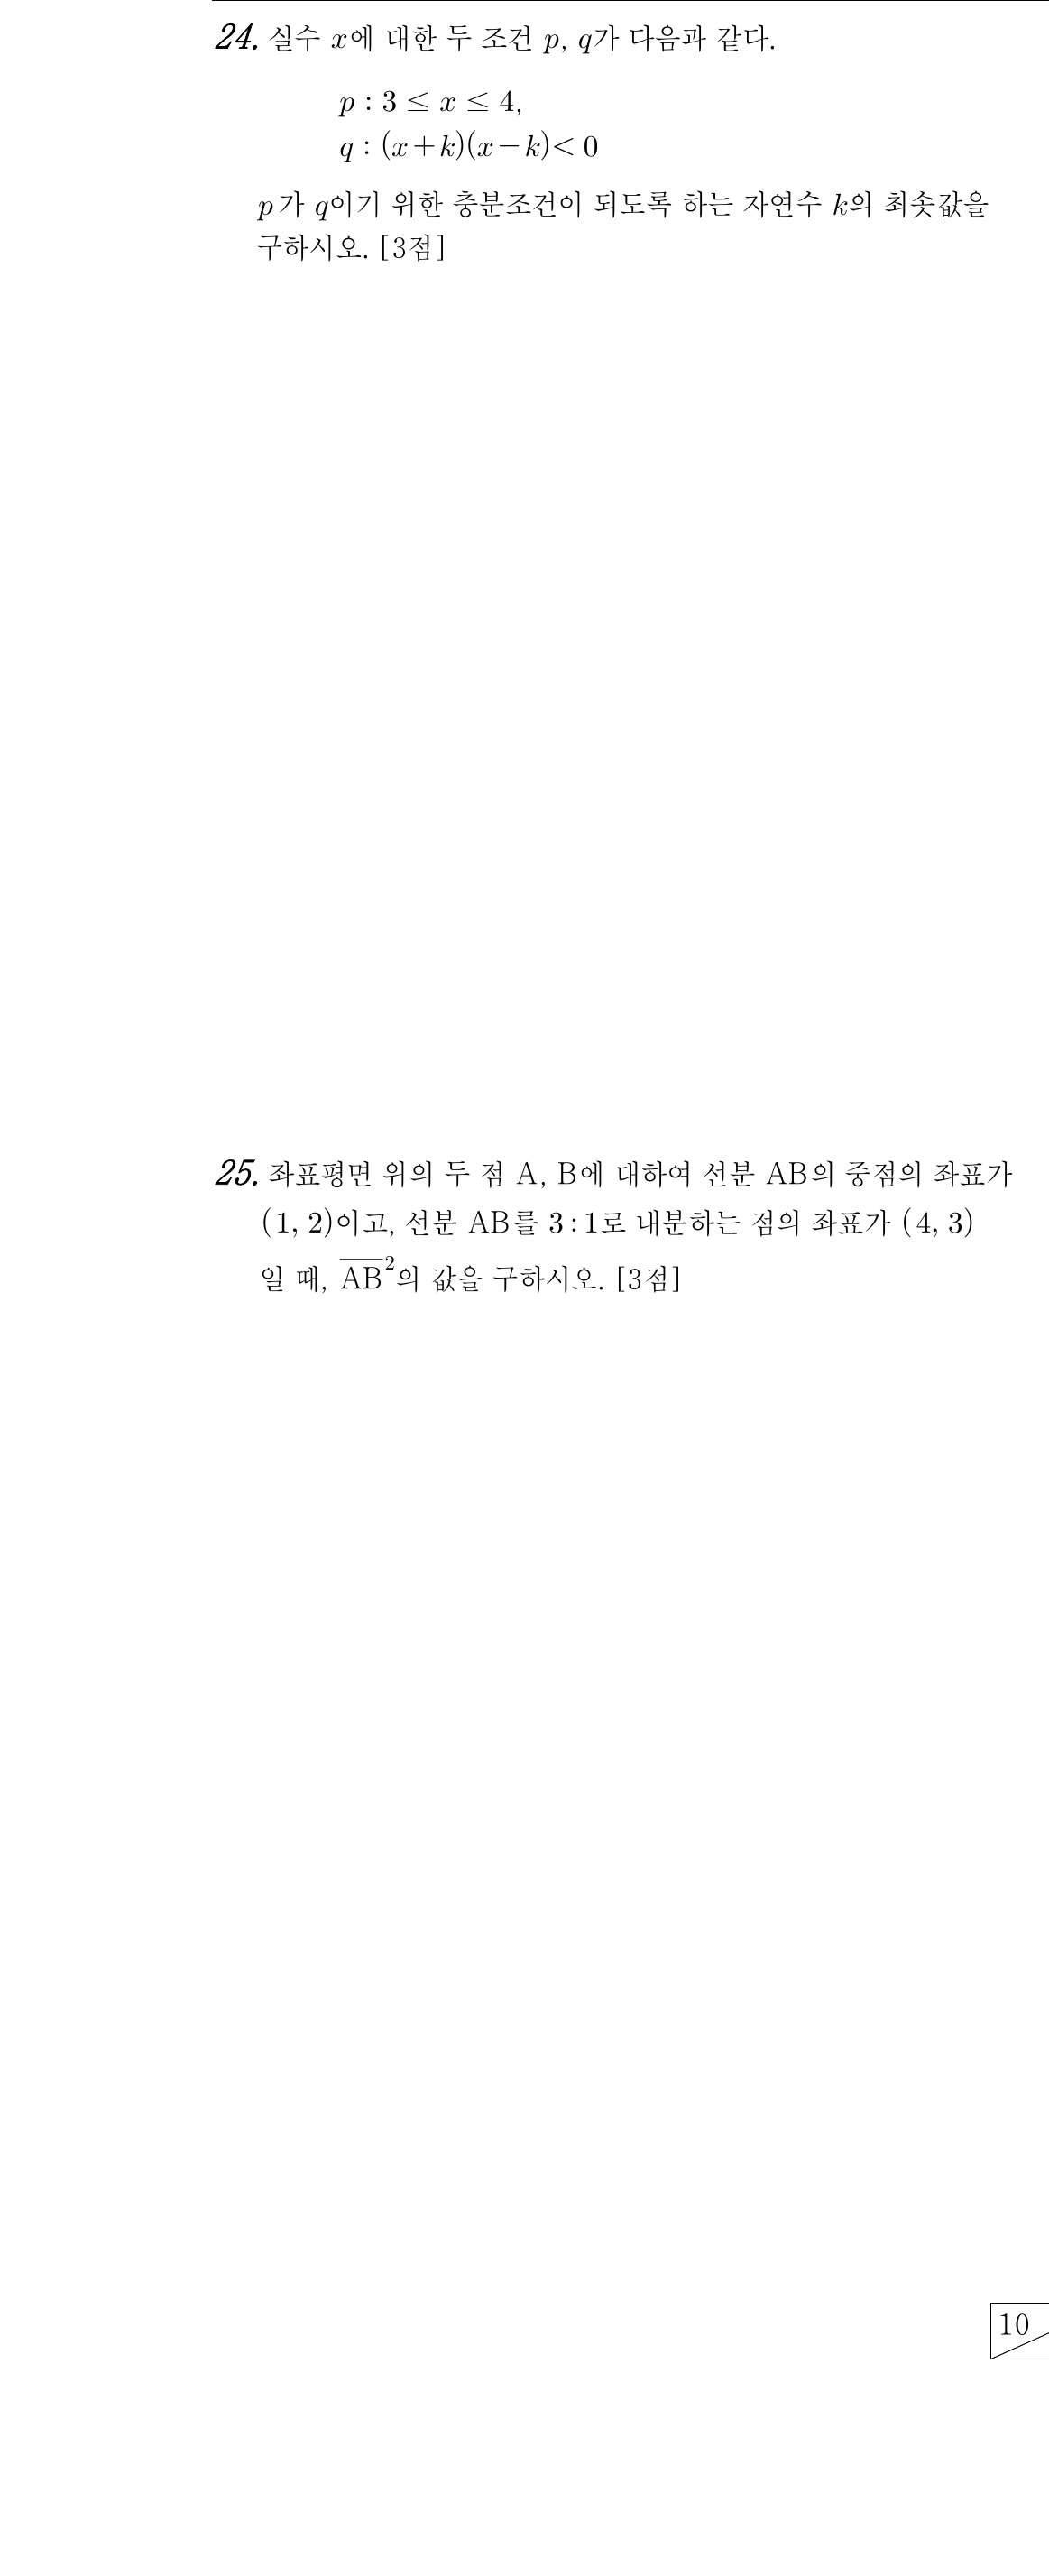 24. 실수 x에 대한 두 조건 p, q가 다음과 같다.
p : 3 ≤ x ≤ 4,
q : (x+k)(x−k)< 0
p가 q이기 위한 충분조건이 되도록 하는 자연수 k의 최솟값을
구하시오. [3점]
25. 좌표평면 위의 두 점 A, B에 대하여 선분 AB의 중점의 좌표가
(1, 2)이고, 선분 AB를 3 : 1로 내분하는 점의 좌표가 (4, 3)
일 때, \overline{AB}²의 값을 구하시오. [3점]
10